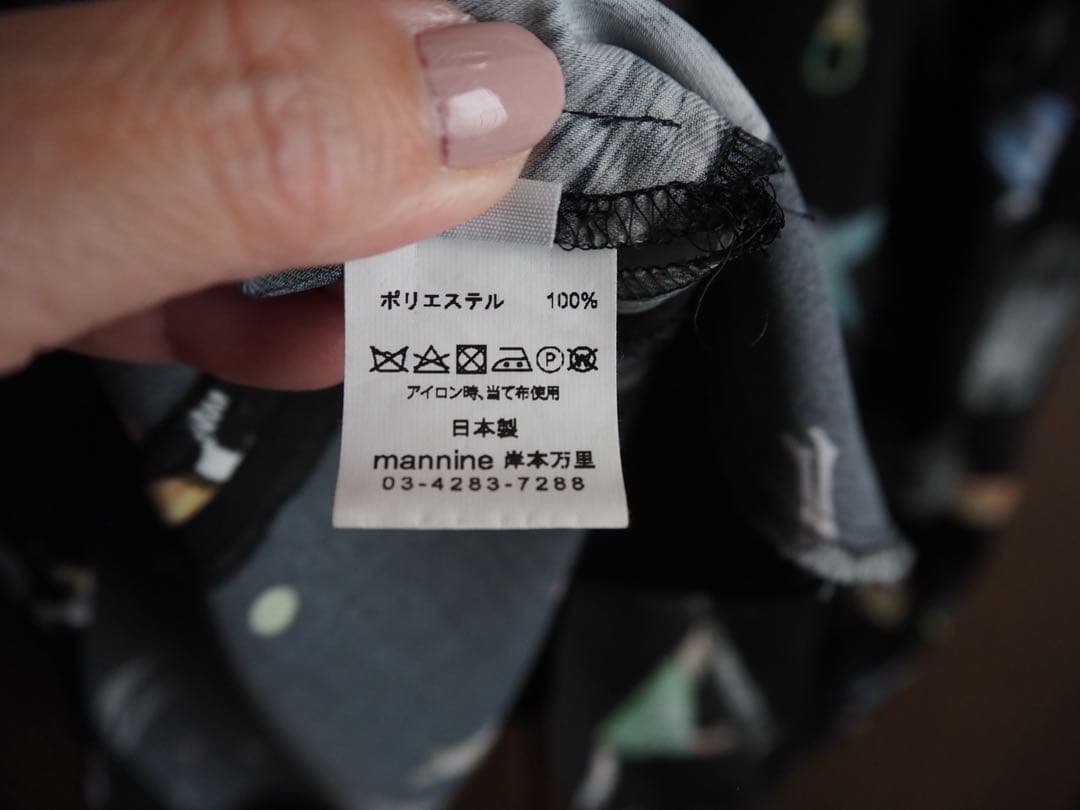 ポリエステル 100%
P W
アイロン時、当て布使用
日本製
mannine 岸本万里
03-4283-7288